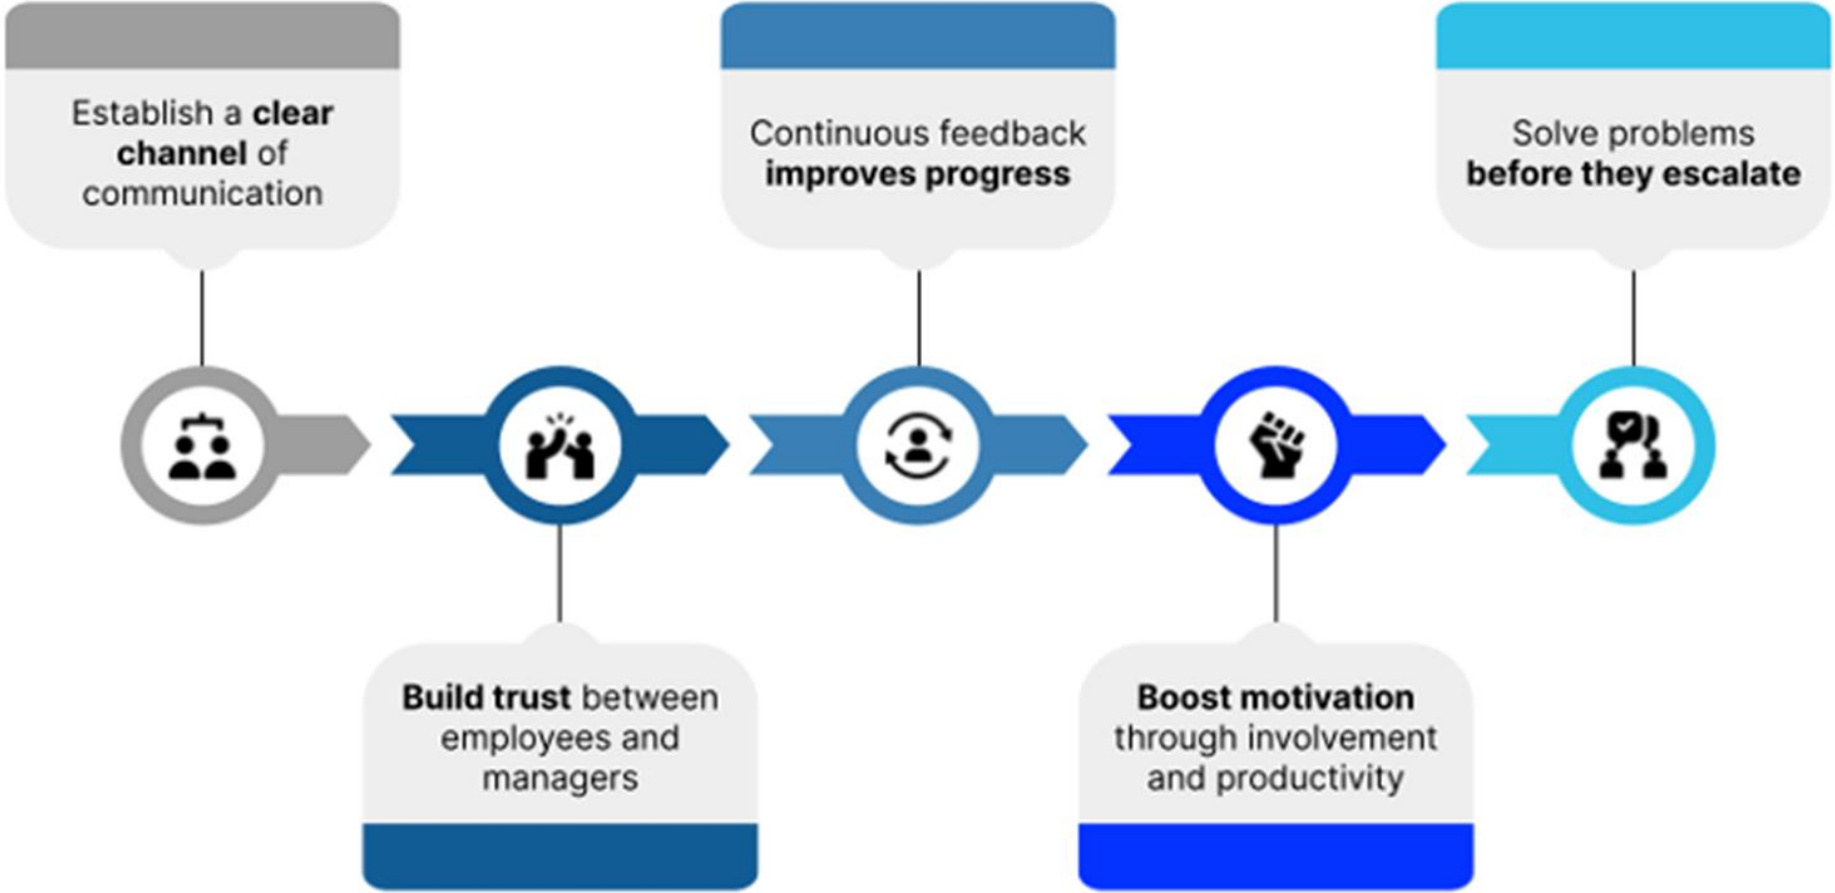 Establish a clear
channel of
communication
Build trust between
employees and
managers
Continuous feedback
improves progress
Boost motivation
through involvement
and productivity
Solve problems
before they escalate